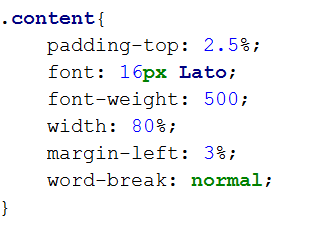 .content{
    padding-top: 2.5%;
    font: 16px Lato;
    font-weight: 500;
    width: 80%;
    margin-left: 3%;
    word-break: normal;
}